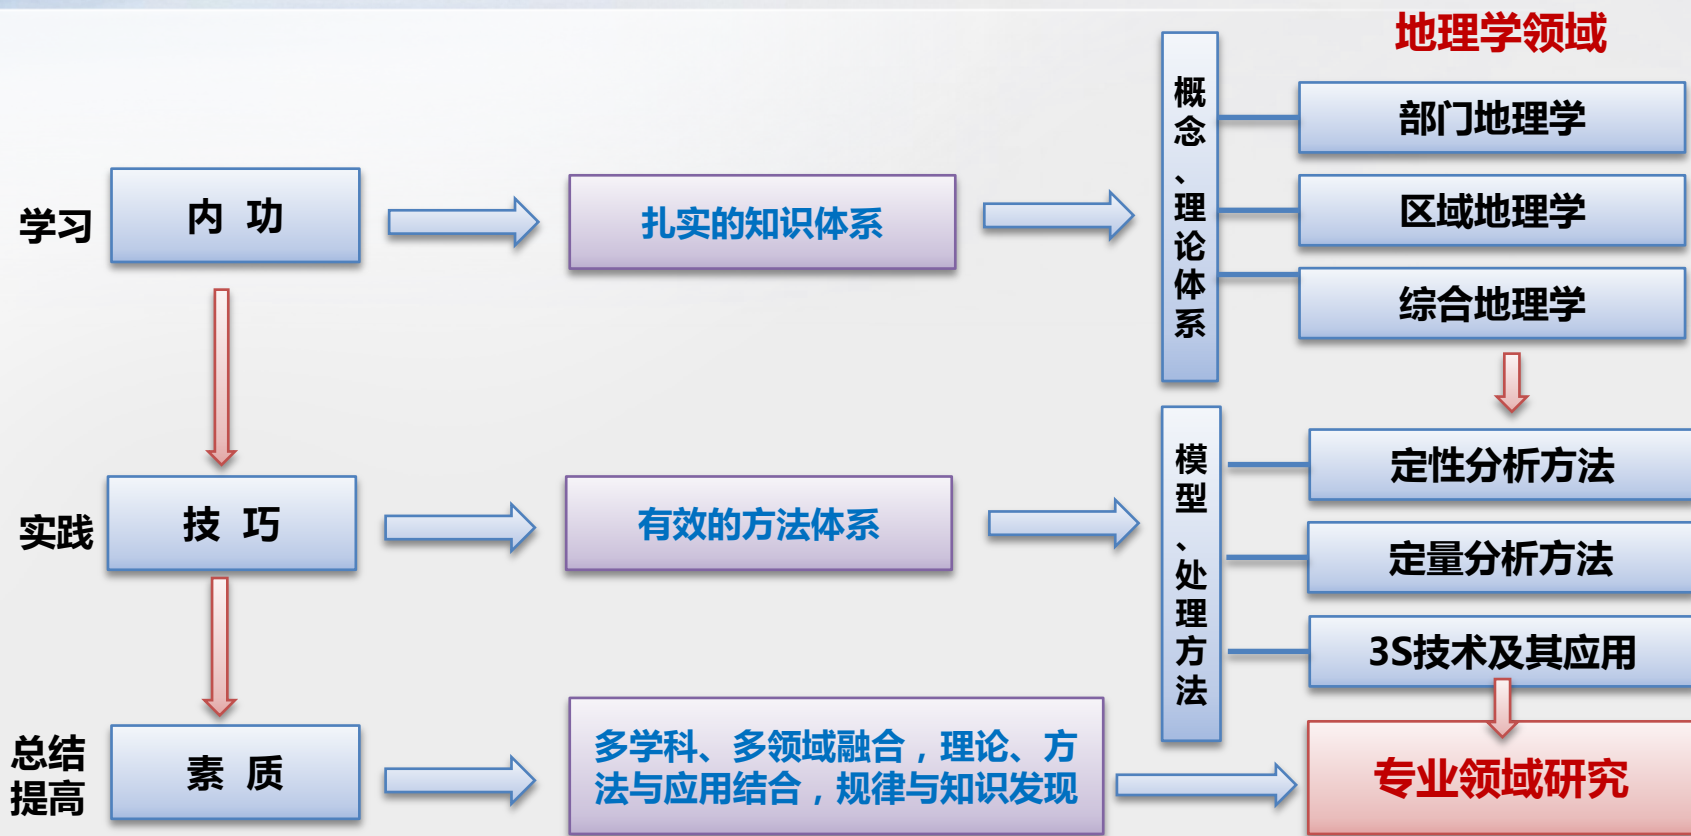 地理学领域
学习
内 功
扎实的知识体系
概念、理论体系
部门地理学
区域地理学
综合地理学
实践
技 巧
有效的方法体系
模型、处理方法
定性分析方法
定量分析方法
3S技术及其应用
总结
提高
素 质
多学科、多领域融合，理论、方
法与应用结合，规律与知识发现
专业领域研究